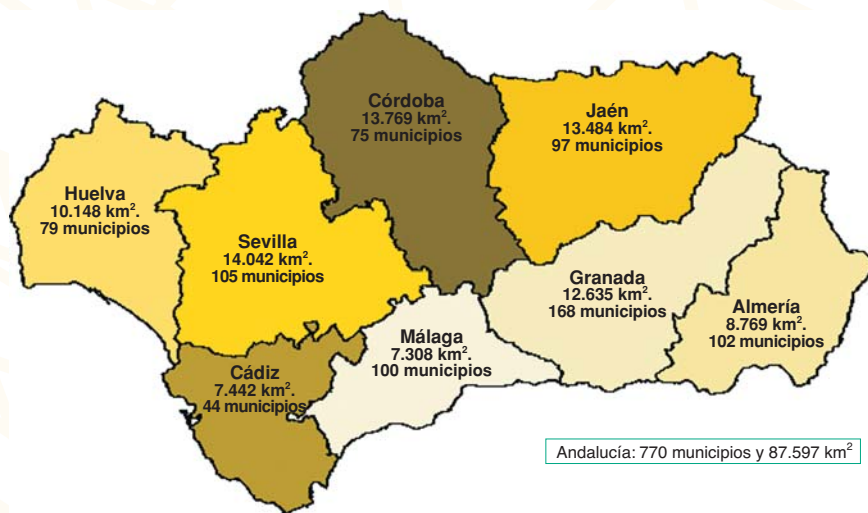 Córdoba
13.769 km².
75 municipios
Jaén
13.484 km².
97 municipios
Huelva
10.148 km².
79 municipios
Sevilla
14.042 km².
105 municipios
Granada
12.635 km².
168 municipios
Almería
8.769 km².
102 municipios
Málaga
7.308 km².
100 municipios
Cádiz
7.442 km².
44 municipios
Andalucía: 770 municipios y 87.597 km²